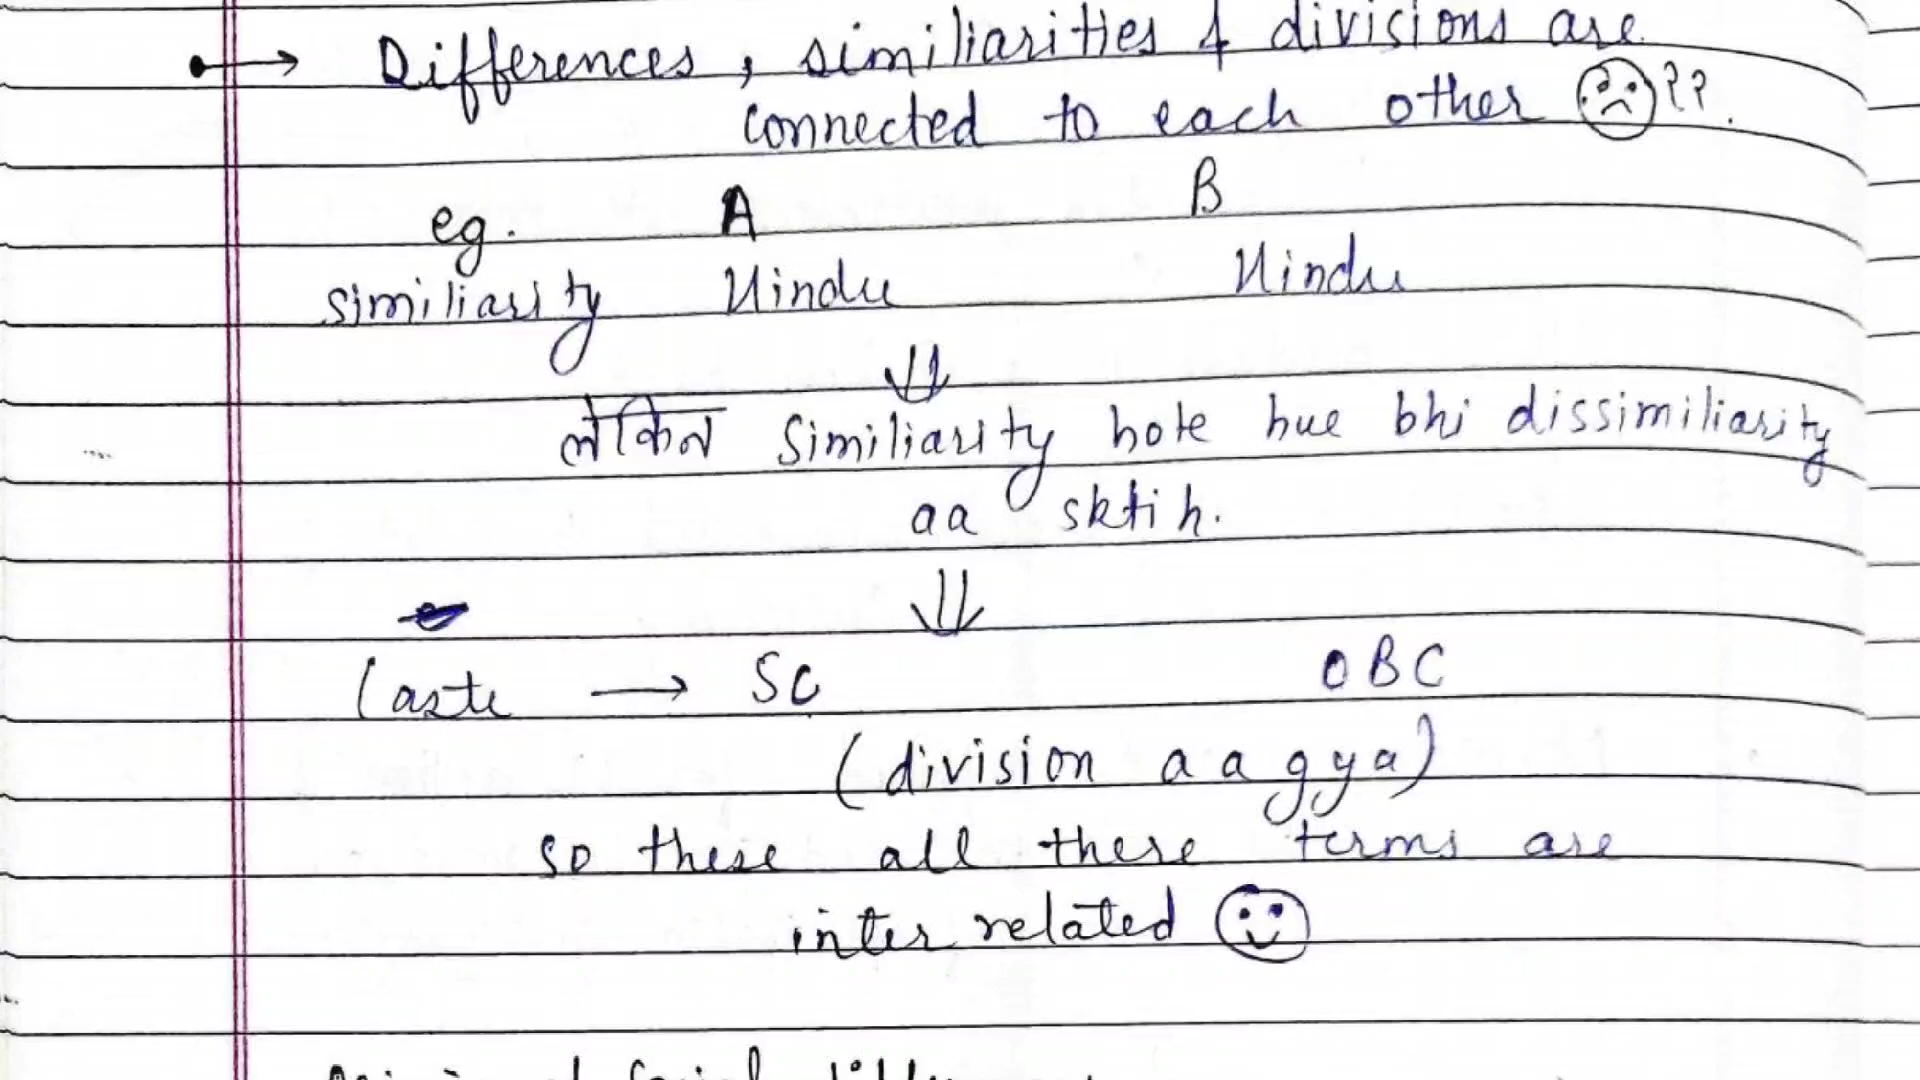 Differences, similiarities & divisions are
connected to each other ??.
eg. A B
similiarity Hindu Hindu
लेकिन Similiarity hote hue bhi dissimiliarity
aa skti h.
Caste → SC OBC
(division aa gya)
so these all these terms are
inter related